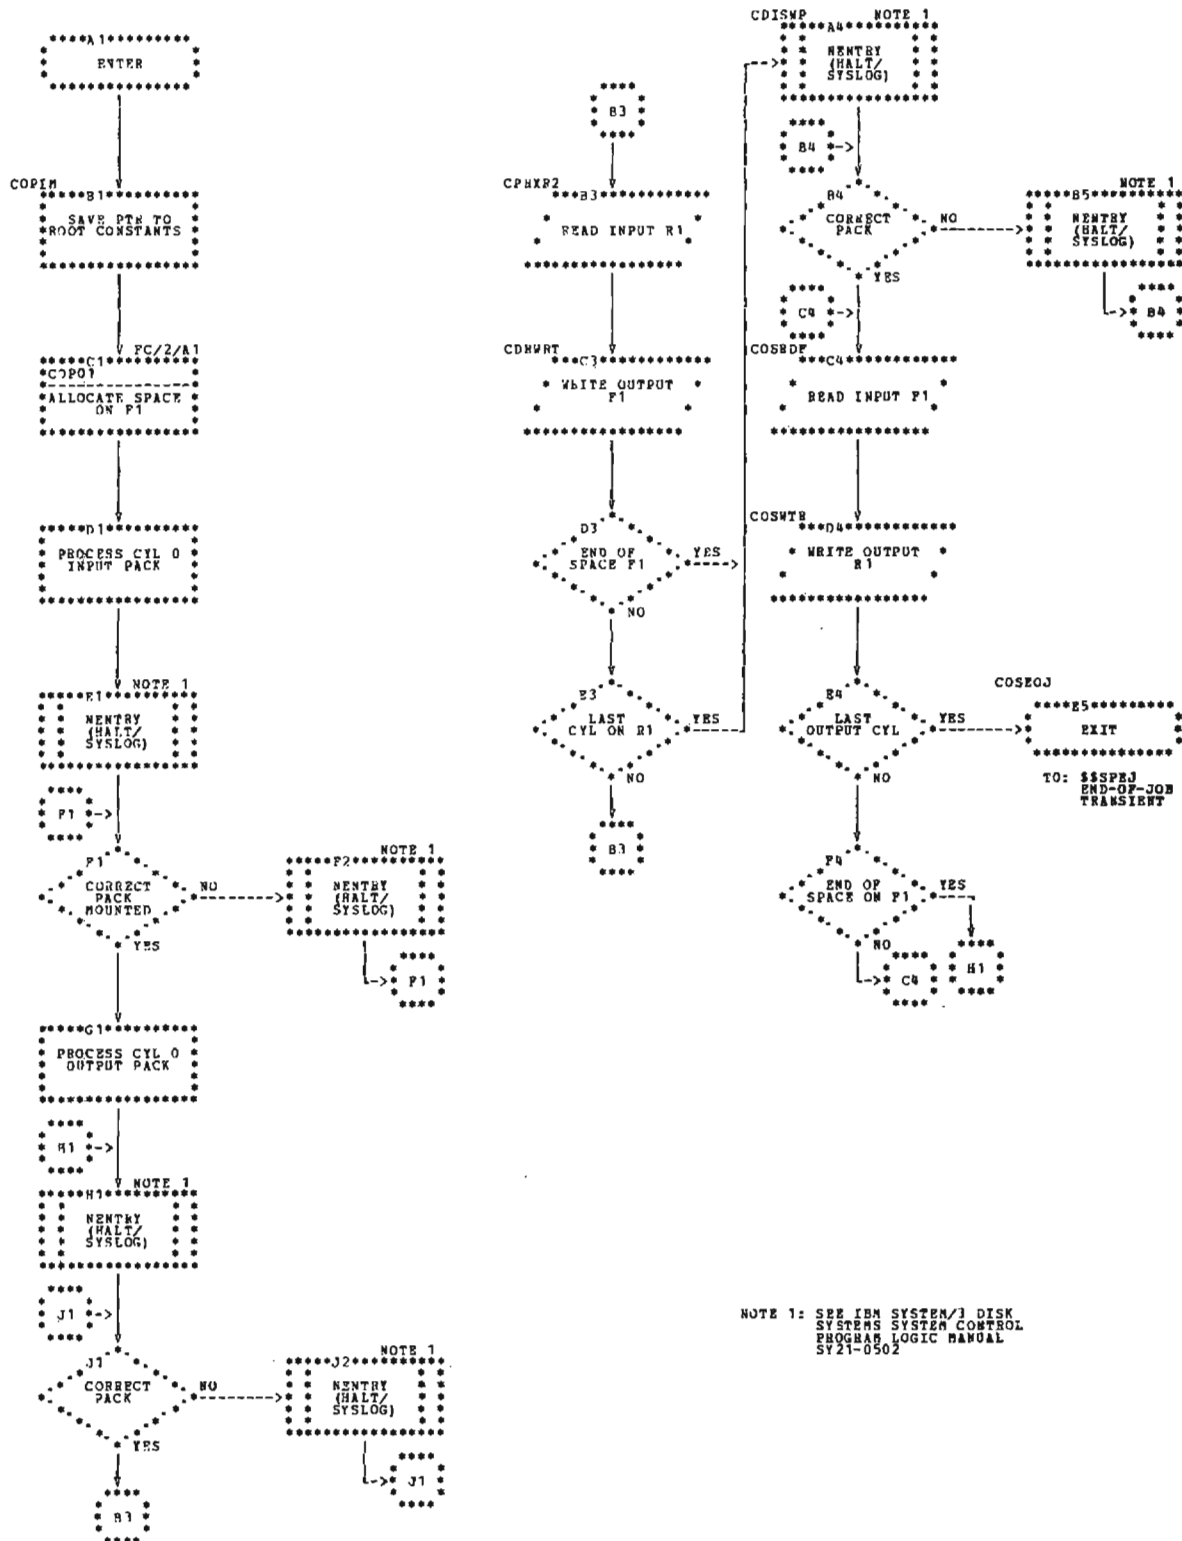 A1
ENTER
COPIM
B1
SAVE PTR TO
ROOT CONSTANTS
FC/2/A1
C1
COPO1
ALLOCATE SPACE
ON F1
D1
PROCESS CYL 0
INPUT PACK
NOTE 1
E1
NENTRY
(HALT/
SYSLOG)
F1
F1
CORRECT
PACK
MOUNTED
NO
YES
NOTE 1
F2
NENTRY
(HALT/
SYSLOG)
F1
G1
PROCESS CYL 0
OUTPUT PACK
H1
NOTE 1
H1
NENTRY
(HALT/
SYSLOG)
J1
J1
CORRECT
PACK
NO
YES
NOTE 1
J2
NENTRY
(HALT/
SYSLOG)
J1
B3
B3
CPHXR2
B3
READ INPUT R1
CDHWRT
C3
WRITE OUTPUT
F1
D3
END OF
SPACE F1
YES
NO
E3
LAST
CYL ON R1
YES
NO
B3
CDISWP
NOTE 1
A4
NENTRY
(HALT/
SYSLOG)
B4
B4
CORRECT
PACK
NO
YES
NOTE 1
B5
NENTRY
(HALT/
SYSLOG)
B4
C4
COSRDF
C4
READ INPUT F1
COSWTR
D4
WRITE OUTPUT
R1
E4
LAST
OUTPUT CYL
YES
NO
COSEOJ
E5
EXIT
TO: $$SPEJ
END-OF-JOB
TRANSIENT
F4
END OF
SPACE ON F1
YES
NO
C4
H1
NOTE 1: SEE IBM SYSTEM/3 DISK
SYSTEMS SYSTEM CONTROL
PROGRAM LOGIC MANUAL
SY21-0502